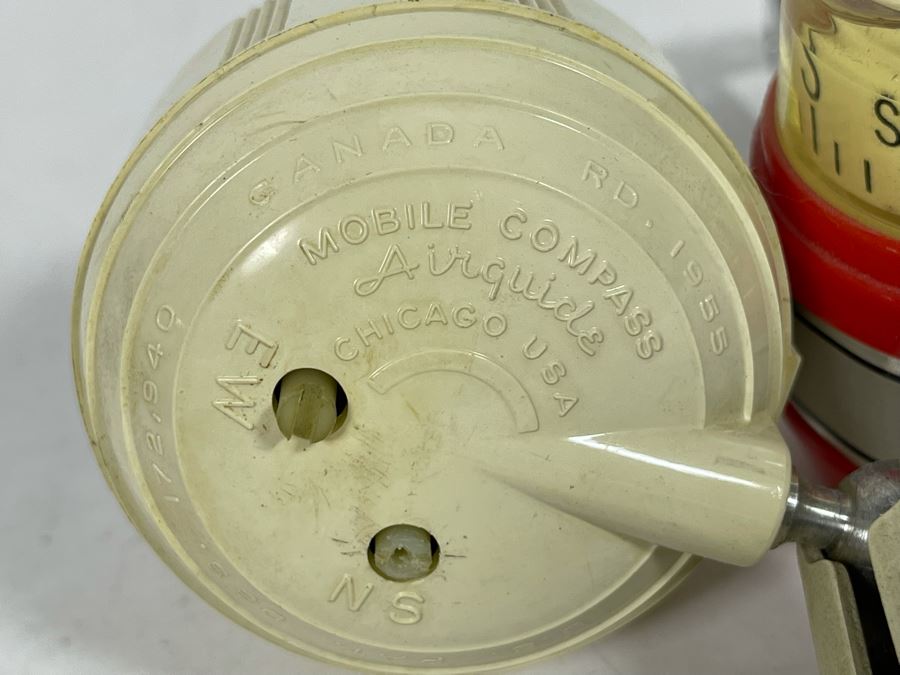 CANADA RD. 1955
MOBILE COMPASS
Airguide
CHICAGO USA
W E
N S
172,940
S